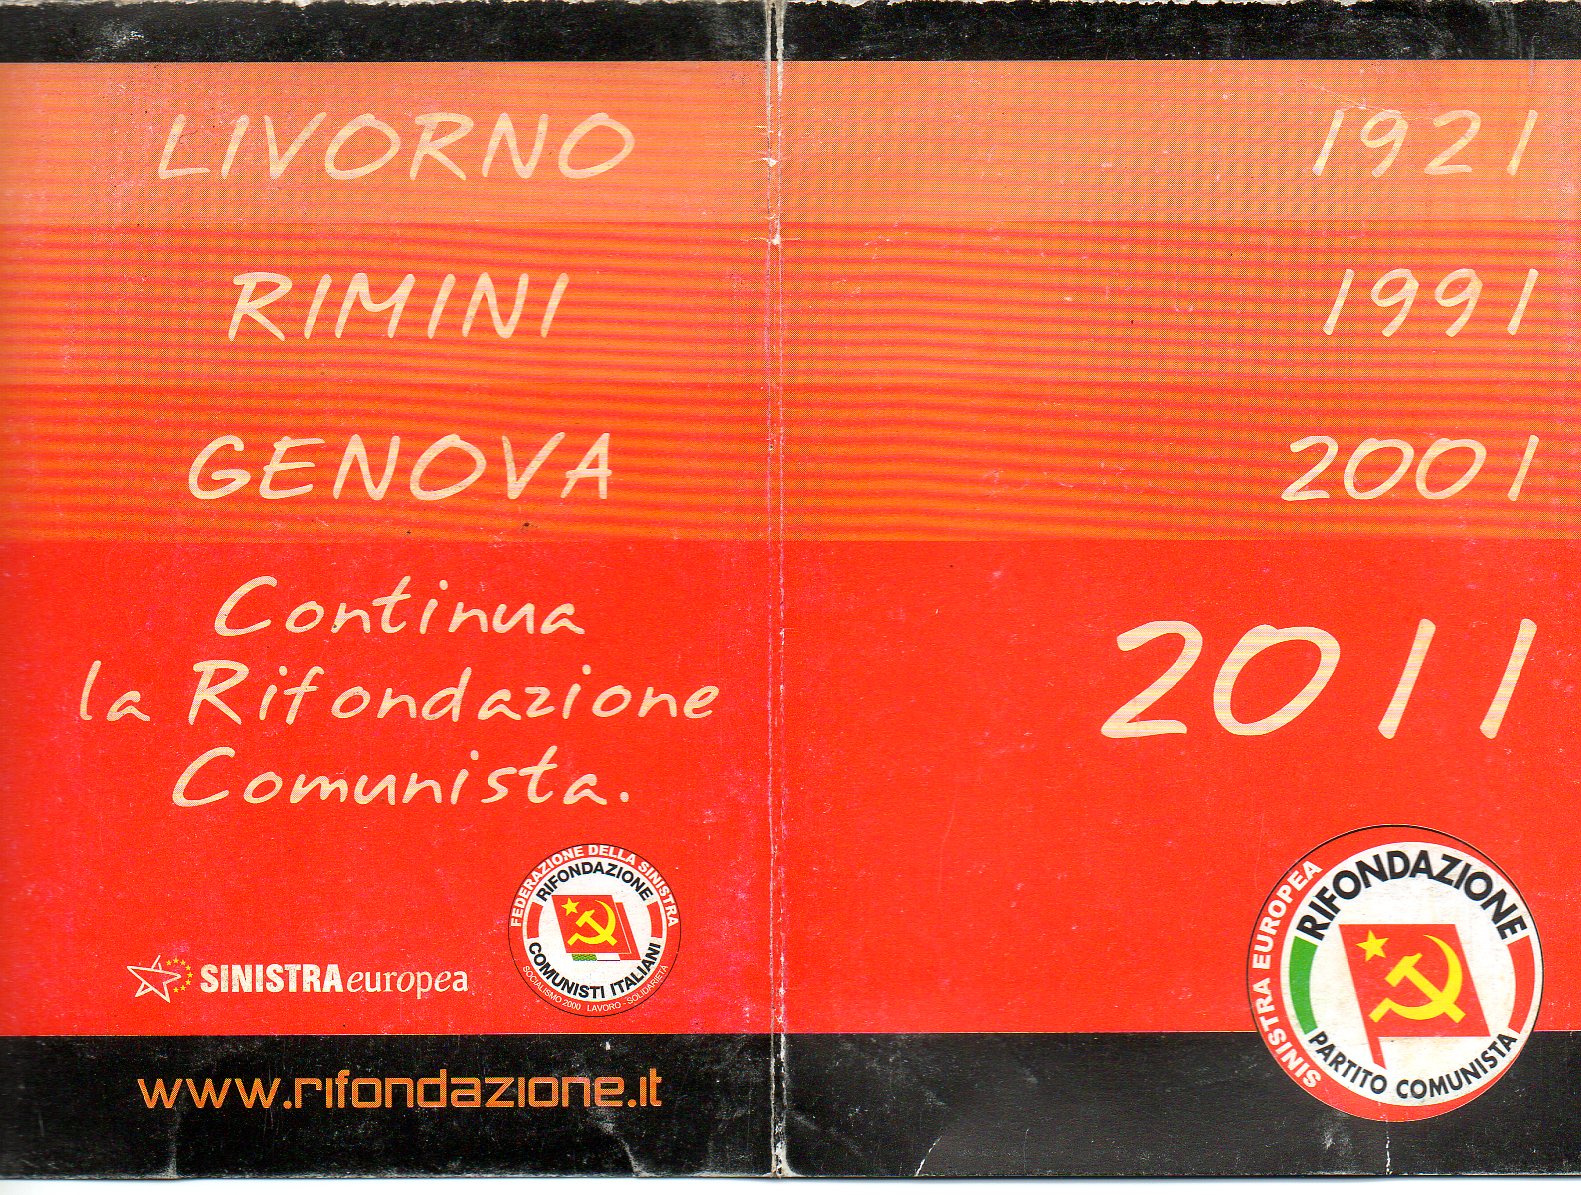 LIVORNO 1921
RIMINI 1991
GENOVA 2001
Continua
la Rifondazione
Comunista.
2011
SINISTRA europea
FEDERAZIONE DELLA SINISTRA
RIFONDAZIONE
COMUNISTI ITALIANI
SOCIALISMO 2000 LAVORO - SOLIDARIETÀ
www.rifondazione.it
SINISTRA EUROPEA
RIFONDAZIONE
PARTITO COMUNISTA